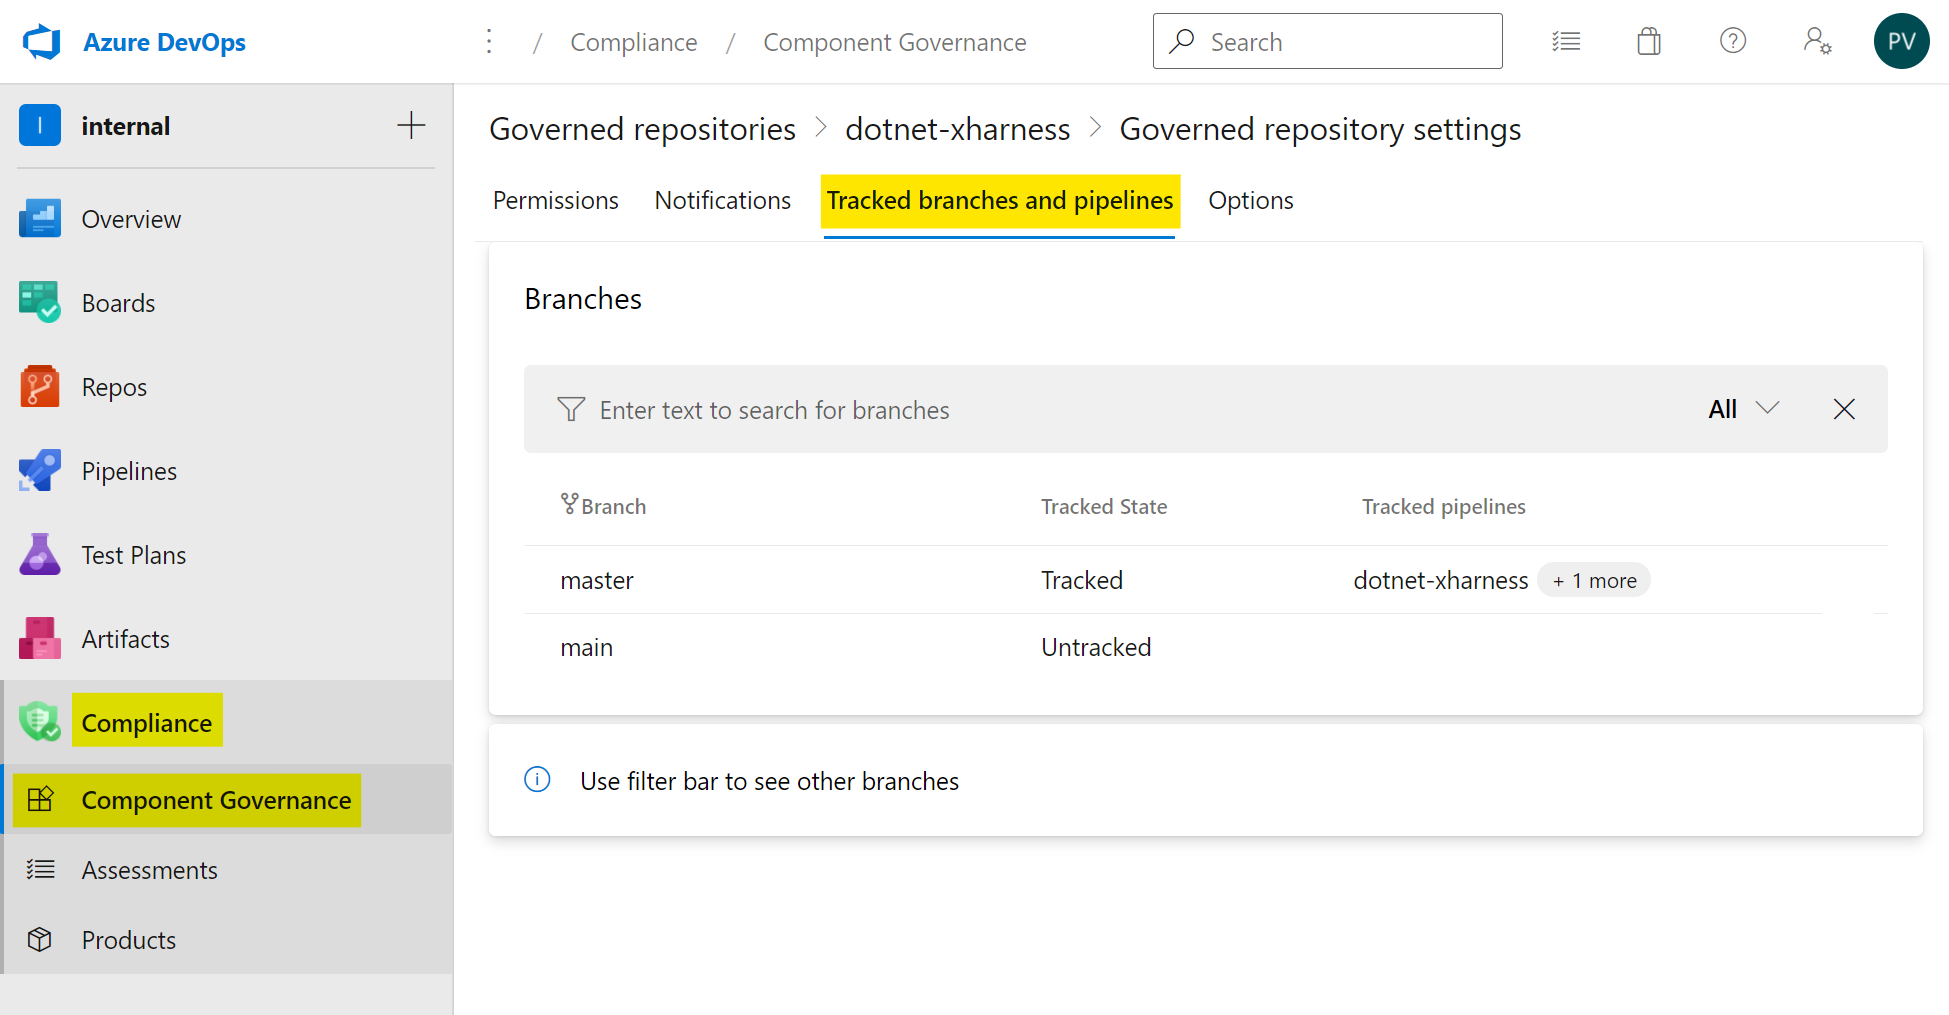 Azure DevOps
/ Compliance / Component Governance
Search
PV
I internal
Overview
Boards
Repos
Pipelines
Test Plans
Artifacts
Compliance
Component Governance
Assessments
Products
Governed repositories > dotnet-xharness > Governed repository settings
Permissions Notifications Tracked branches and pipelines Options
Branches
Enter text to search for branches All
Branch Tracked State Tracked pipelines
master Tracked dotnet-xharness + 1 more
main Untracked
Use filter bar to see other branches